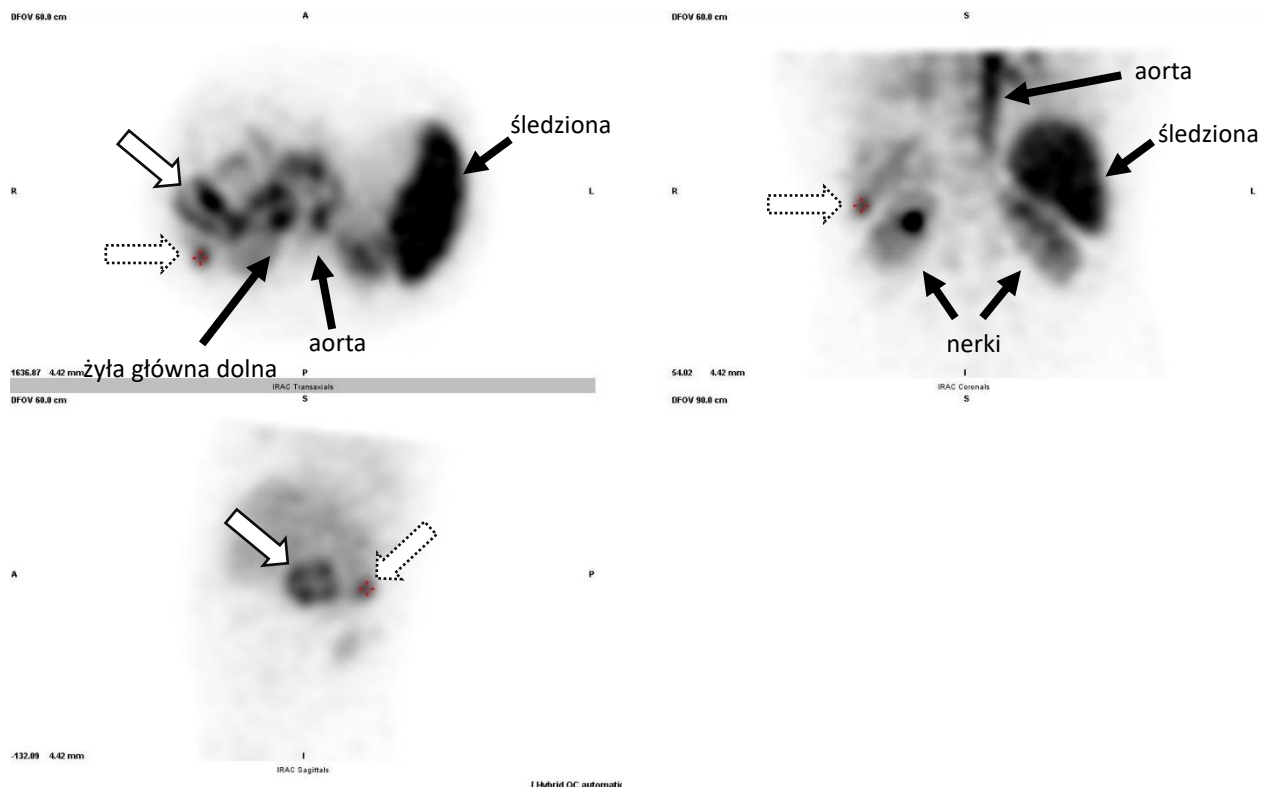 DFOV 60.0 cm
A
śledziona
R
L
aorta
żyła główna dolna
1636.87 4.42 mm
P
IRAC Transaxials
DFOV 60.0 cm
S
aorta
śledziona
R
L
nerki
54.02 4.42 mm
I
IRAC Coronals
DFOV 60.0 cm
S
DFOV 90.0 cm
S
A
P
-132.09 4.42 mm
I
IRAC Sagittals
[ Hybrid QC automatic